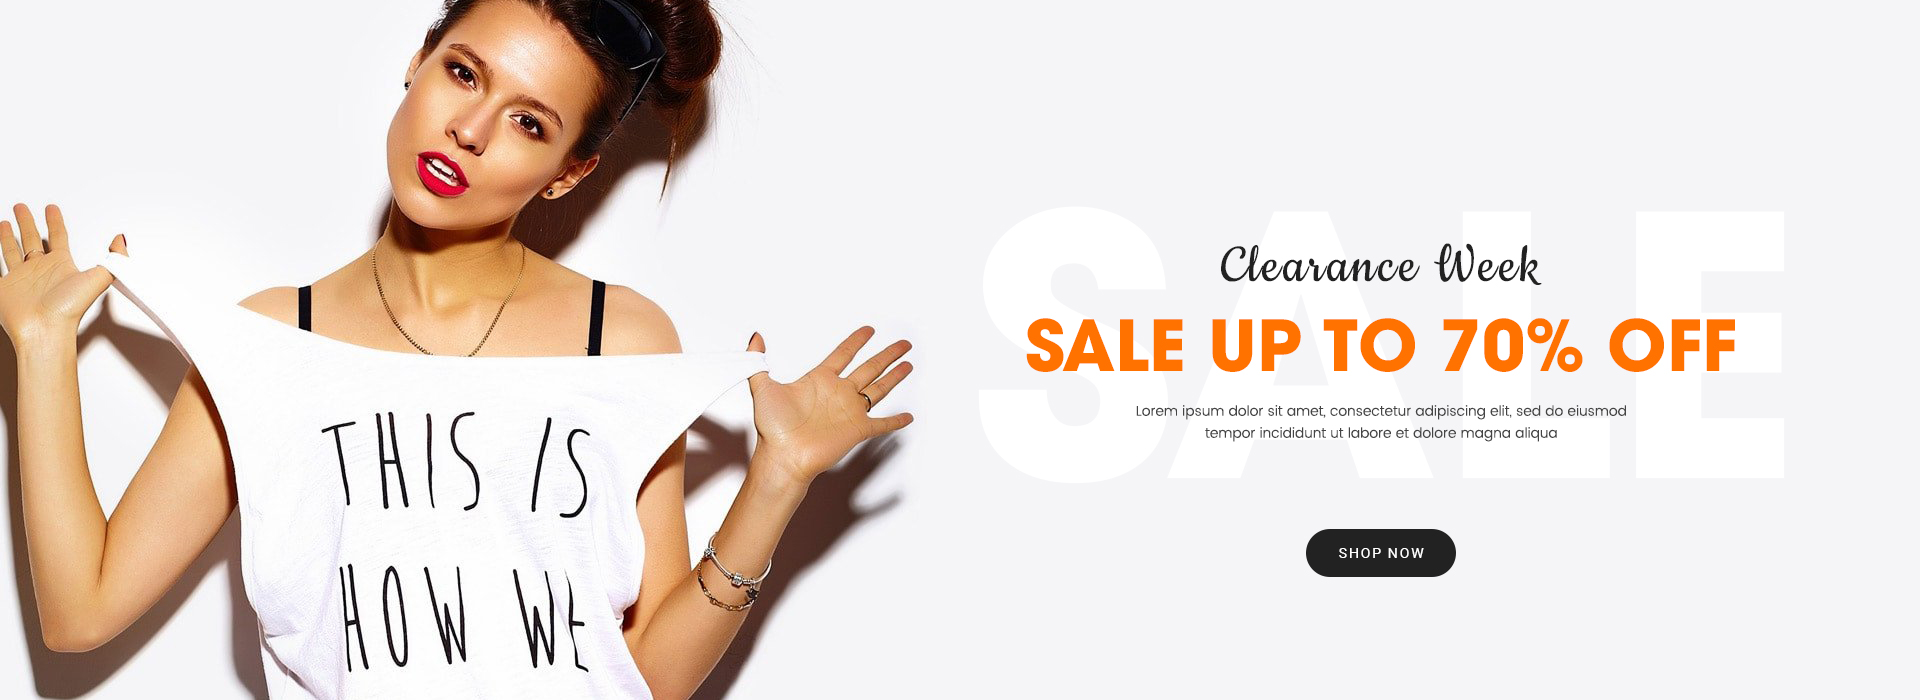 THIS IS
HOW WE
SALE
Clearance Week
SALE UP TO 70% OFF
Lorem ipsum dolor sit amet, consectetur adipiscing elit, sed do eiusmod
tempor incididunt ut labore et dolore magna aliqua
SHOP NOW